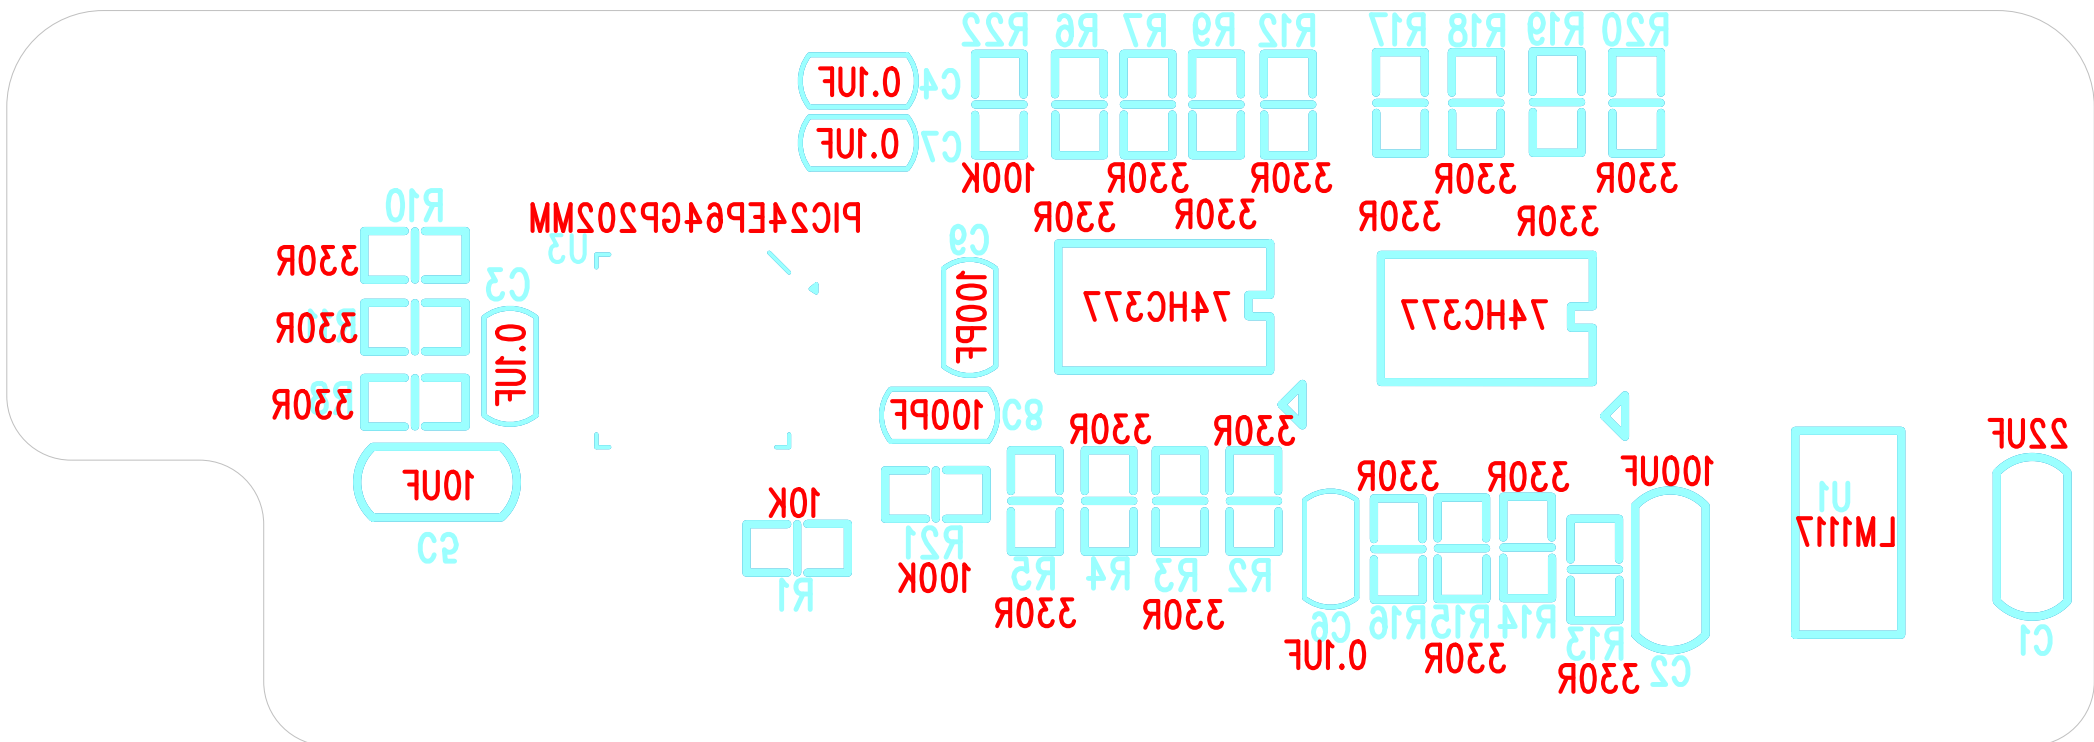 R22
R6
R7
R9
R12
R17
R18
R19
R20
0.1UF
C4
0.1UF
C7
100K
330R
330R
330R
330R
330R
330R
330R
330R
R10
PIC24EP64GP202MM
U3
C9
330R
C3
330R
0.1UF
100PF
74HC377
74HC377
330R
100PF
C8
330R
330R
22UF
10UF
10K
330R
330R
100UF
U1
LM117
C5
R21
100K
R1
R5
R4
R3
R2
330R
330R
C6
R16
R15
R14
R13
0.1UF
330R
330R
C2
C1